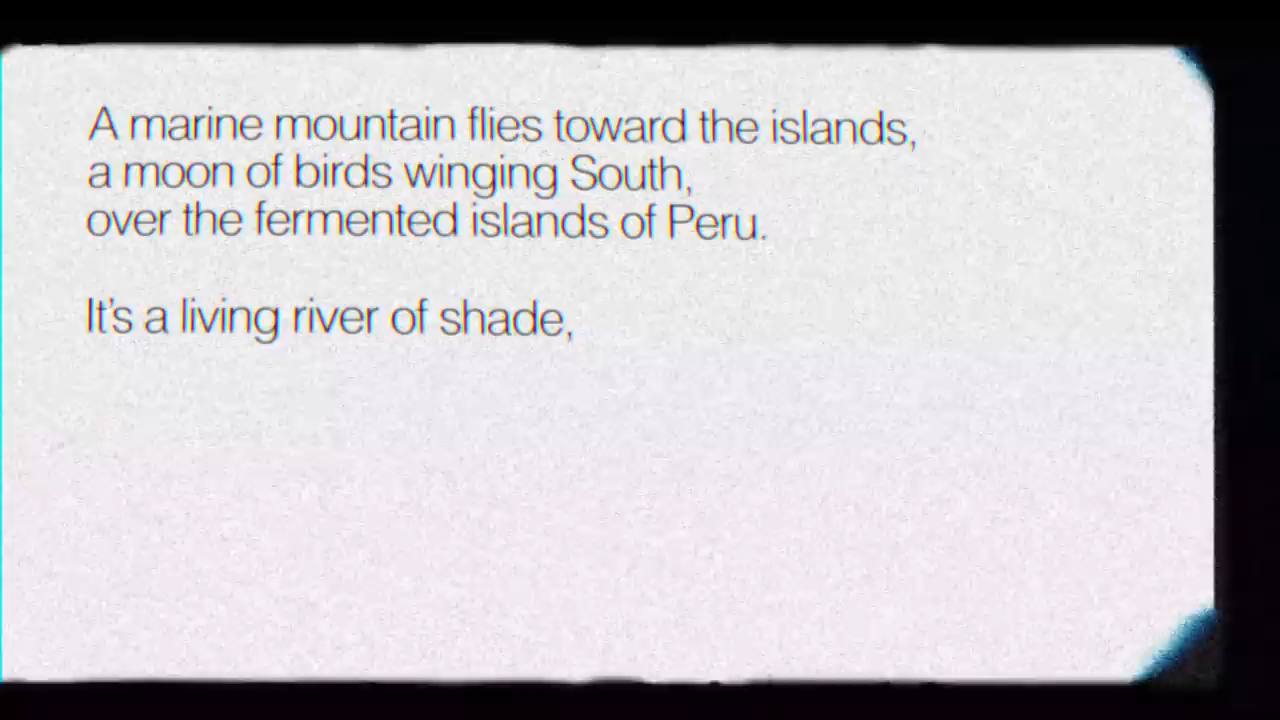 A marine mountain flies toward the islands,
a moon of birds winging South,
over the fermented islands of Peru.
It's a living river of shade,